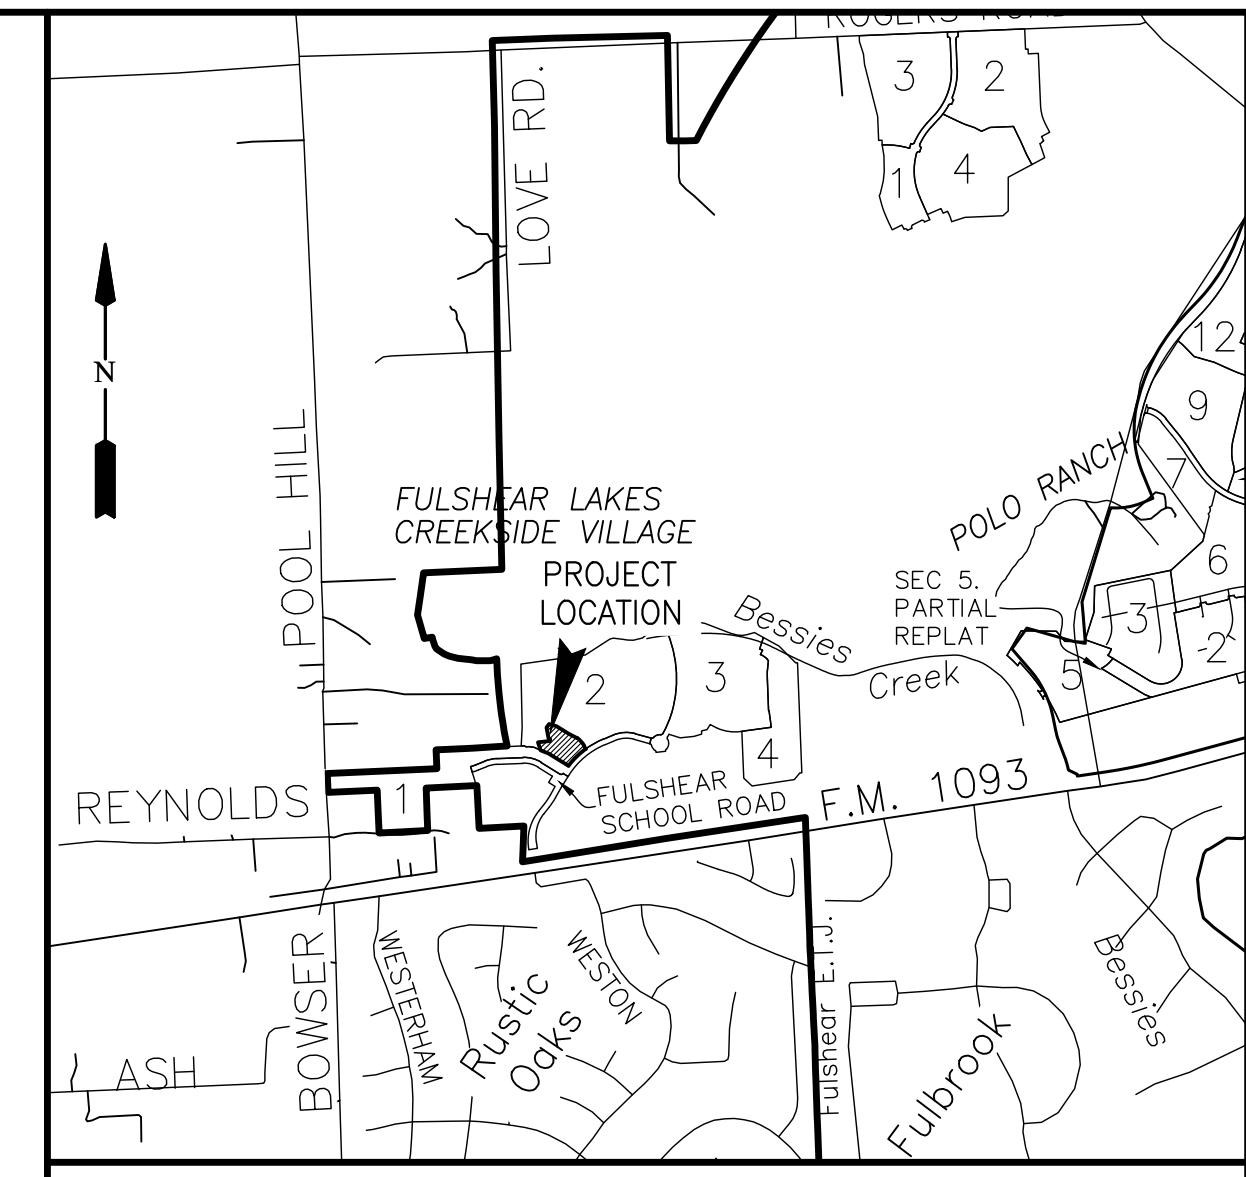 ROGERS ROAD
3
2
1
4
LOVE RD.
N
12
9
7
6
POOL HILL
POLO RANCH
FULSHEAR LAKES
CREEKSIDE VILLAGE
PROJECT
LOCATION
SEC 5.
PARTIAL
REPLAT
Bessies
Creek
2
3
4
3
-2
5
REYNOLDS
1
FULSHEAR
SCHOOL ROAD
F.M. 1093
BOWSER
WESTERHAM
WESTON
Rustic
Oaks
Fulshear E.T.J.
Fulbrook
Bessies
ASH